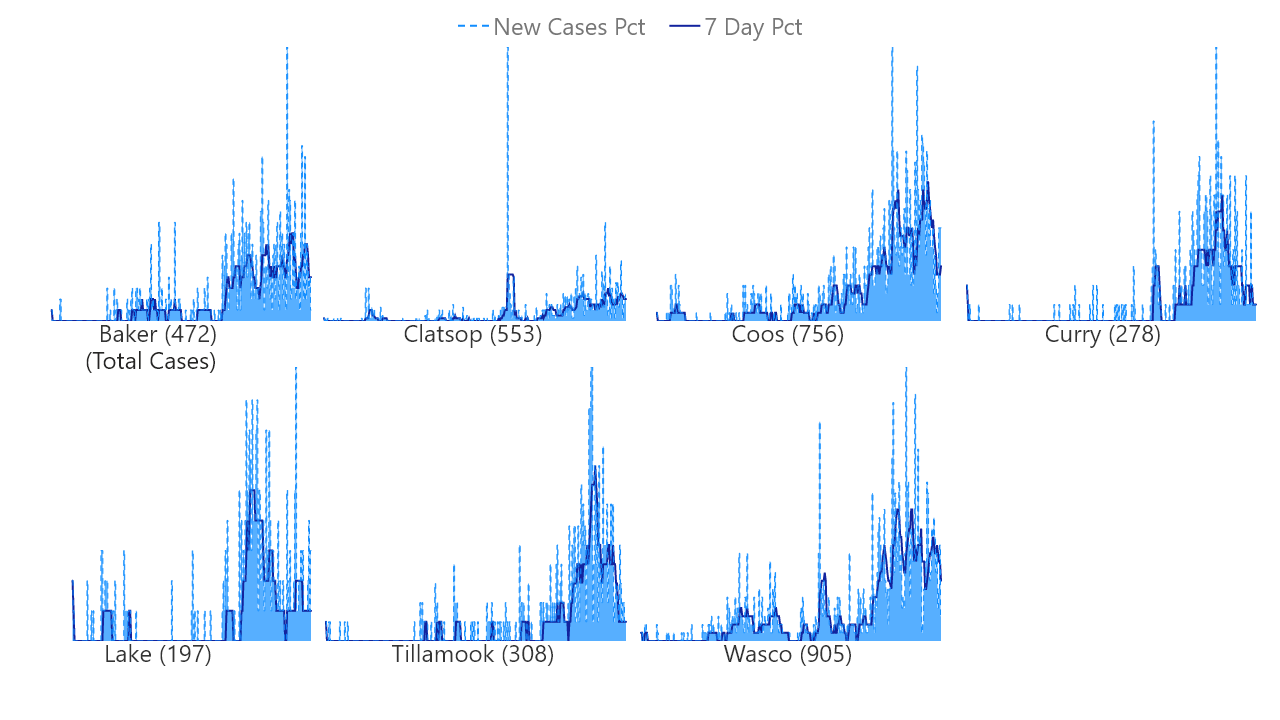 New Cases Pct 7 Day Pct
Baker (472) Clatsop (553) Coos (756) Curry (278)
(Total Cases)
Lake (197) Tillamook (308) Wasco (905)